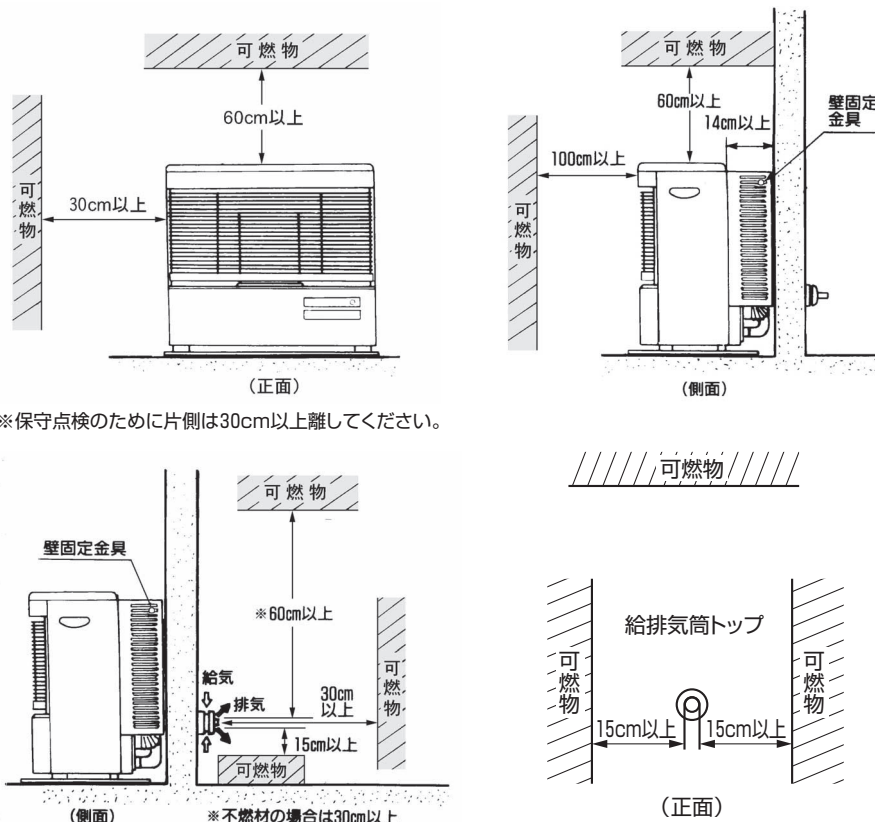 可燃物
60cm以上
可燃物
30cm以上
(正面)
※保守点検のために片側は30cm以上離してください。
可燃物
60cm以上
14cm以上
壁固定
金具
100cm以上
可燃物
(側面)
可燃物
壁固定金具
※60cm以上
可燃物
給気
排気
30cm
以上
15cm以上
可燃物
(側面)
※不燃材の場合は30cm以上
可燃物
給排気筒トップ
可燃物
可燃物
15cm以上
15cm以上
(正面)